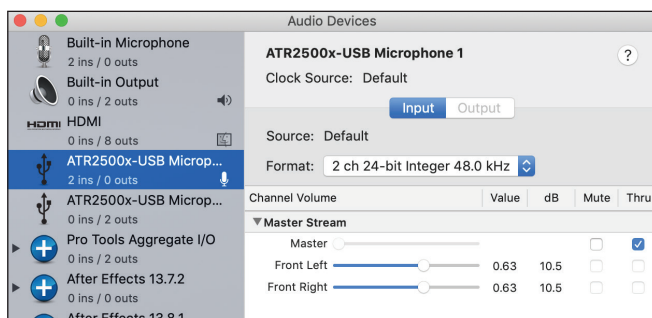 Audio Devices
Built-in Microphone
2 ins / 0 outs
Built-in Output
0 ins / 2 outs
HDMI HDMI
0 ins / 8 outs
ATR2500x-USB Microp...
2 ins / 0 outs
ATR2500x-USB Microp...
0 ins / 2 outs
Pro Tools Aggregate I/O
0 ins / 2 outs
After Effects 13.7.2
0 ins / 0 outs
After Effects 13.8.1
ATR2500x-USB Microphone 1
?
Clock Source: Default
Input Output
Source: Default
Format: 2 ch 24-bit Integer 48.0 kHz
Channel Volume Value dB Mute Thru
Master Stream
Master
Front Left 0.63 10.5
Front Right 0.63 10.5